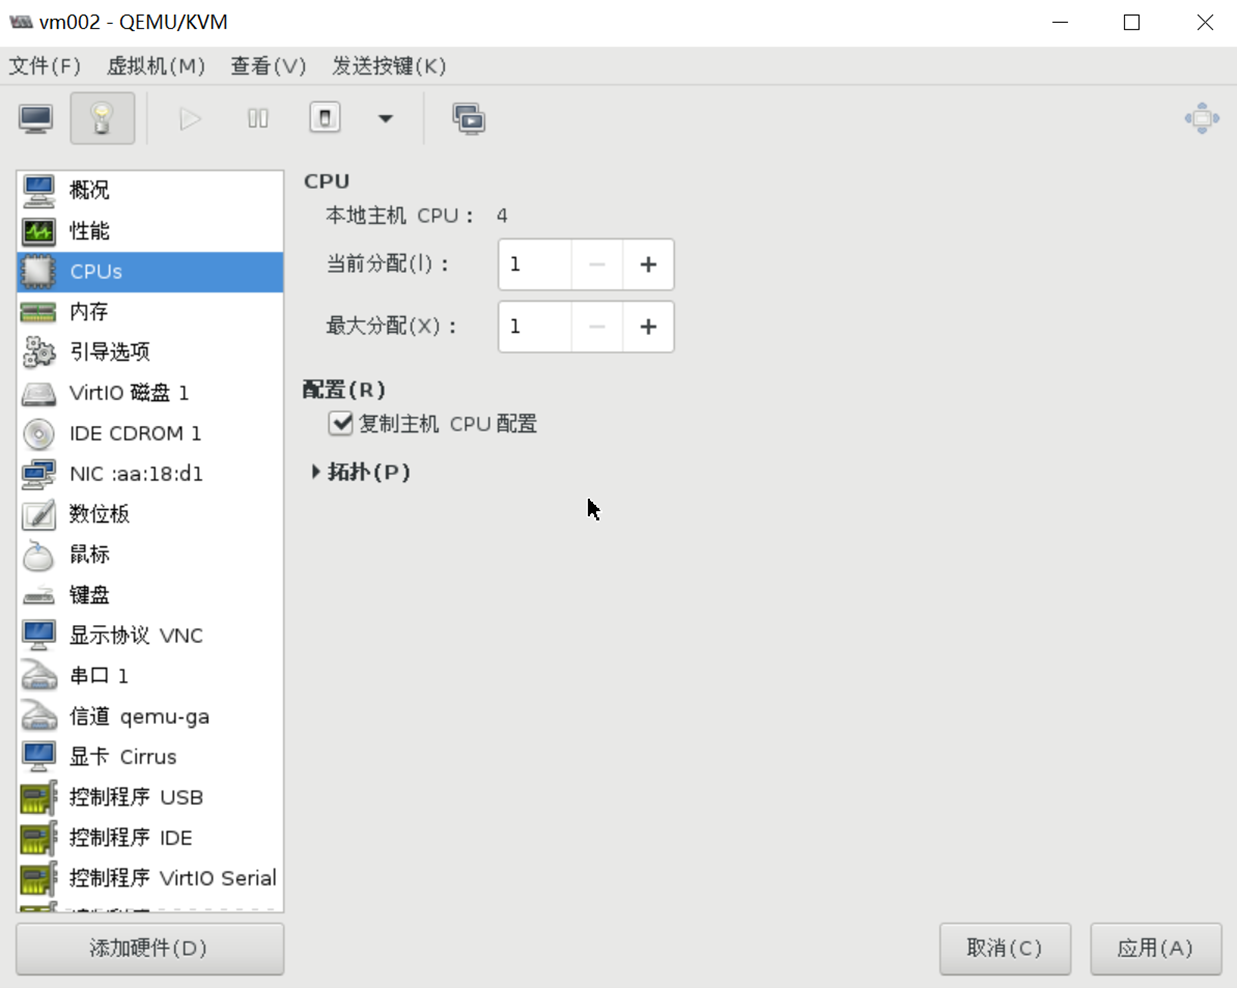 vm002 - QEMU/KVM
文件(F) 虚拟机(M) 查看(V) 发送按键(K)
概况
性能
CPUs
内存
引导选项
VirtIO 磁盘 1
IDE CDROM 1
NIC :aa:18:d1
数位板
鼠标
键盘
显示协议 VNC
串口 1
信道 qemu-ga
显卡 Cirrus
控制程序 USB
控制程序 IDE
控制程序 VirtIO Serial
添加硬件(D)
CPU
本地主机 CPU： 4
当前分配(I)： 1
最大分配(X)： 1
配置(R)
复制主机 CPU 配置
拓扑(P)
取消(C) 应用(A)